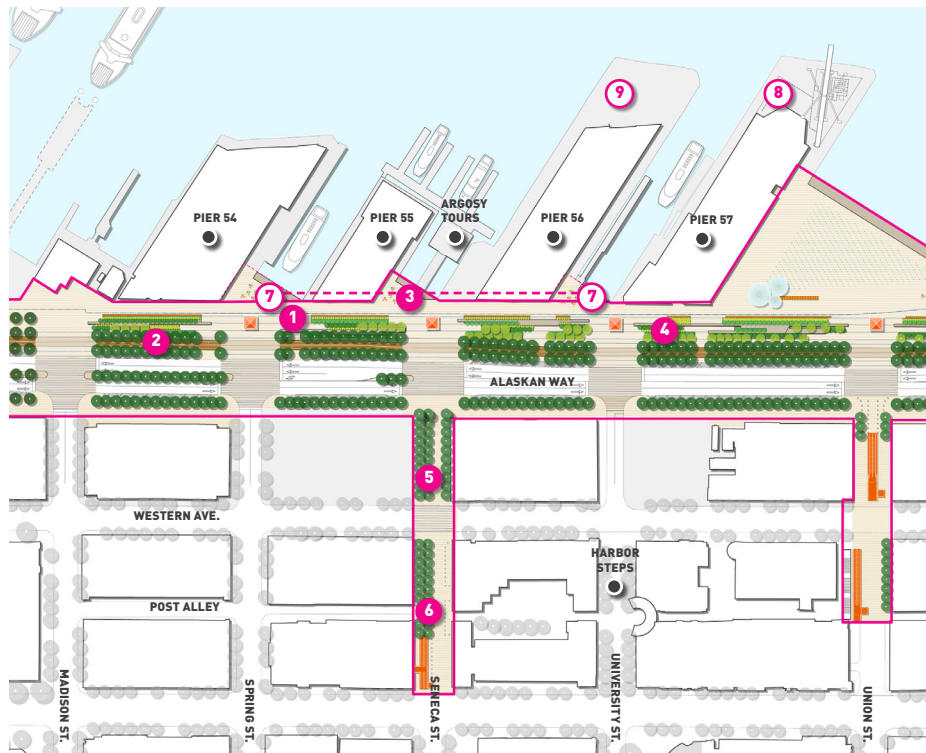 9
8
PIER 54
PIER 55
ARGOSY
TOURS
PIER 56
PIER 57
7
3
7
1
2
4
ALASKAN WAY
5
WESTERN AVE.
HARBOR
STEPS
POST ALLEY
6
MADISON ST.
SPRING ST.
SENECA ST.
UNIVERSITY ST.
UNION ST.